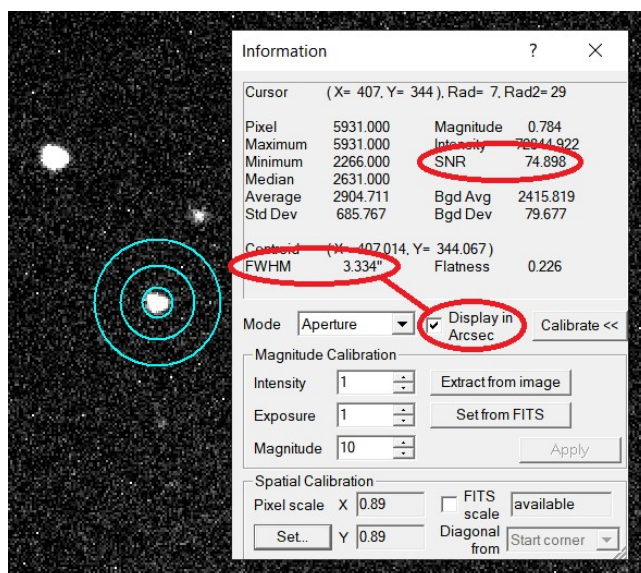 Information ? ×
Cursor ( X= 407, Y= 344 ), Rad= 7, Rad2= 29
Pixel 5931.000 Magnitude 0.784
Maximum 5931.000 Intensity 72844.922
Minimum 2266.000 SNR 74.898
Median 2631.000
Average 2904.711 Bgd Avg 2415.819
Std Dev 685.767 Bgd Dev 79.677
Centroid (X= 407.014, Y= 344.067 )
FWHM 3.334" Flatness 0.226
Mode Aperture Display in Arcsec Calibrate <<
Magnitude Calibration
Intensity 1 Extract from image
Exposure 1 Set from FITS
Magnitude 10 Apply
Spatial Calibration
Pixel scale X 0.89 FITS scale available
Set... Y 0.89 Diagonal from Start corner